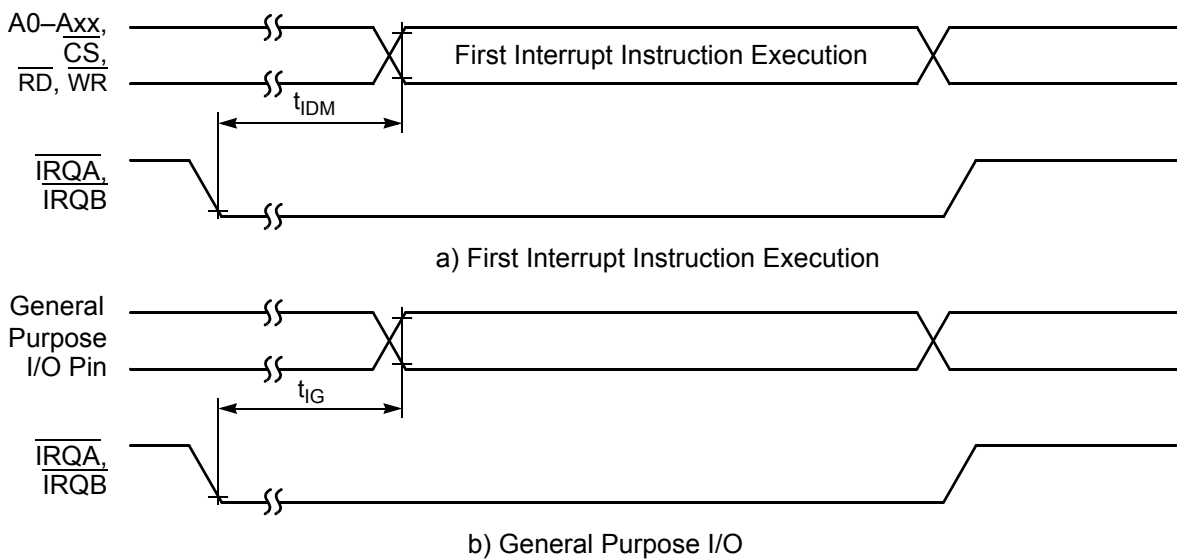 A0–Axx,
CS,
RD, WR
First Interrupt Instruction Execution
tIDM
IRQA,
IRQB
a) First Interrupt Instruction Execution
General
Purpose
I/O Pin
tIG
IRQA,
IRQB
b) General Purpose I/O